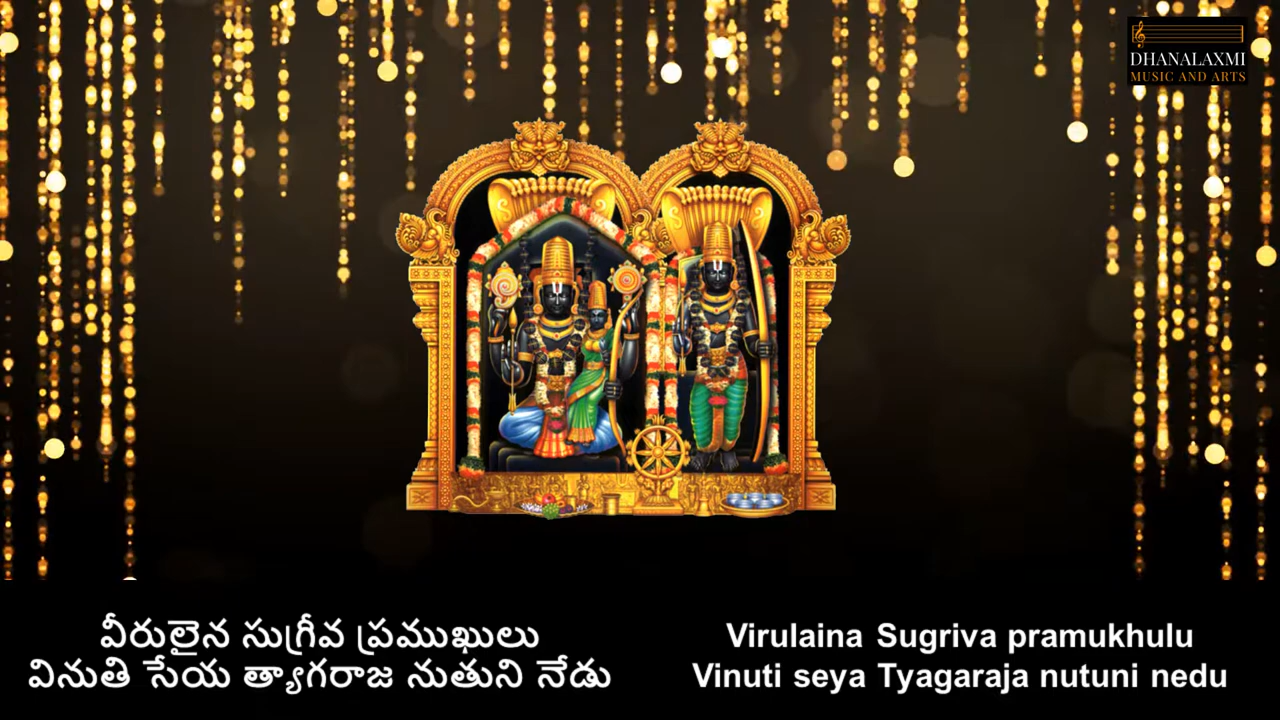 DHANALAXMI
MUSIC AND ARTS
వీరులైన సుగ్రీవ ప్రముఖులు
వినుతి సేయ త్యాగరాజ నుతుని నేడు
Virulaina Sugriva pramukhulu
Vinuti seya Tyagaraja nutuni nedu